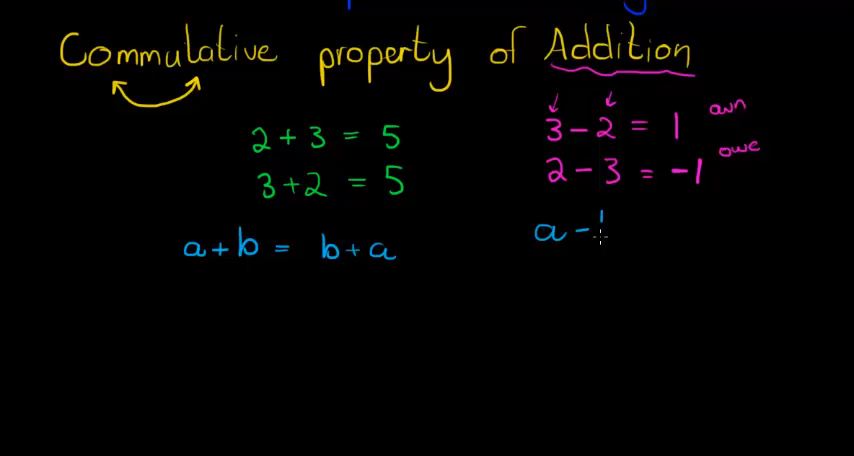 Commulative property of Addition
2 + 3 = 5
3 + 2 = 5
a + b = b + a
3 - 2 = 1 own
2 - 3 = -1 owe
a -